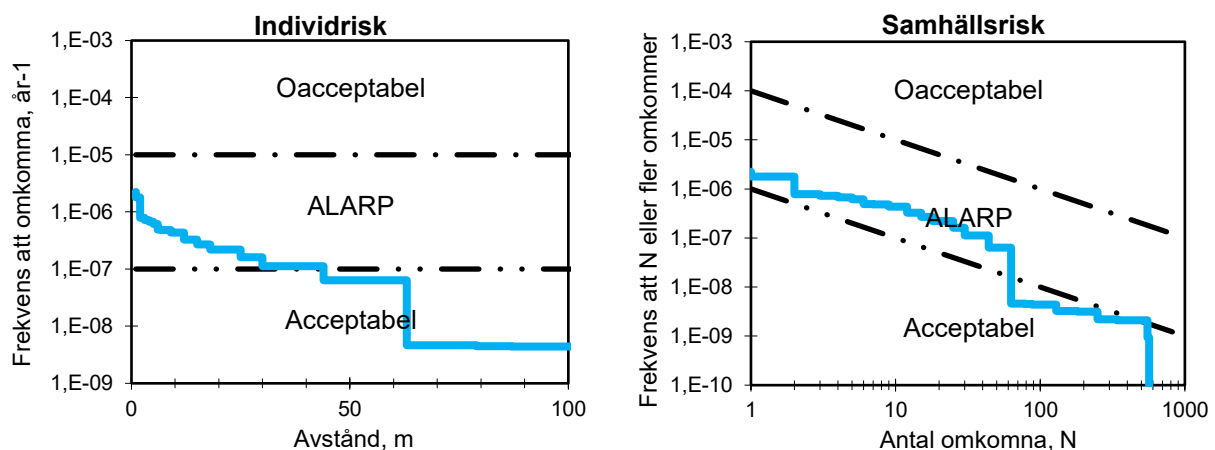 Individrisk
Frekvens att omkomma, år-1
1,E-03
1,E-04
1,E-05
1,E-06
1,E-07
1,E-08
1,E-09
Oacceptabel
ALARP
Acceptabel
0
50
100
Avstånd, m
Samhällsrisk
Frekvens att N eller fler omkommer
1,E-03
1,E-04
1,E-05
1,E-06
1,E-07
1,E-08
1,E-09
1,E-10
Oacceptabel
ALARP
Acceptabel
1
10
100
1000
Antal omkomna, N